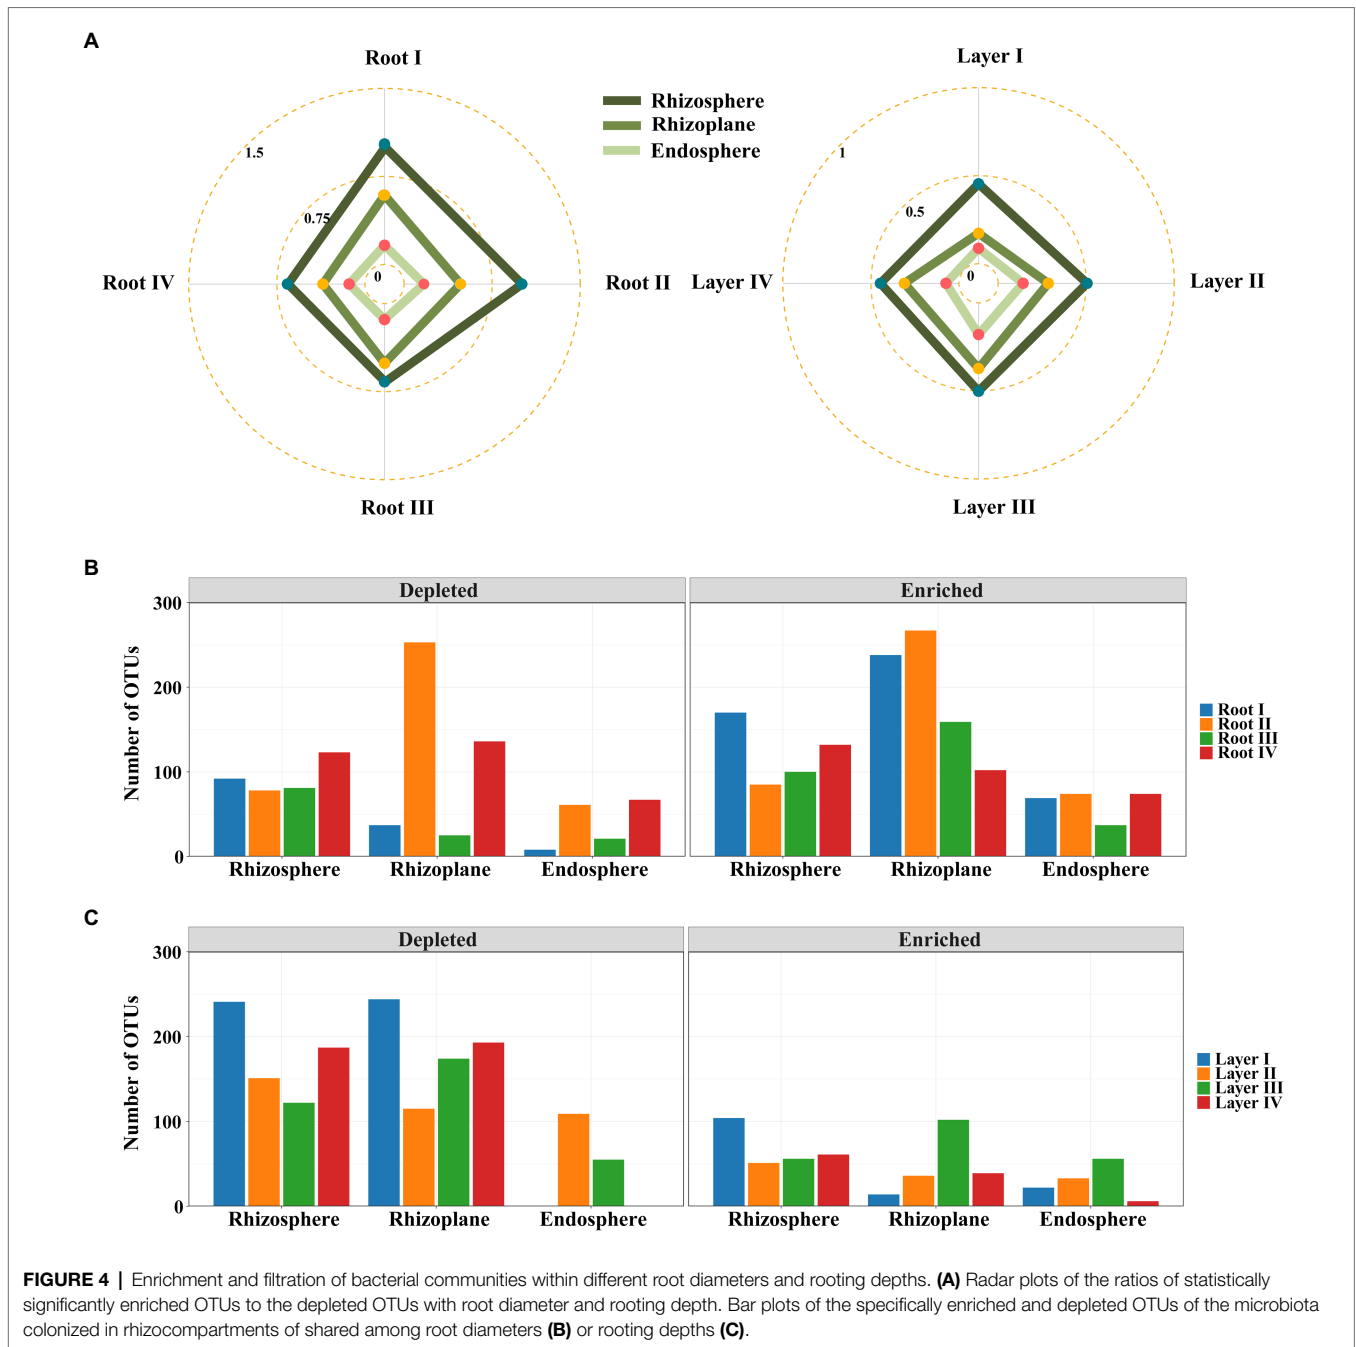 A
Root I
Root II
Root III
Root IV
1.5
0.75
0
Rhizosphere
Rhizoplane
Endosphere
Layer I
Layer II
Layer III
Layer IV
1
0.5
0
B
Depleted
Enriched
Number of OTUs
300
200
100
0
Rhizosphere
Rhizoplane
Endosphere
Rhizosphere
Rhizoplane
Endosphere
Root I
Root II
Root III
Root IV
C
Depleted
Enriched
Number of OTUs
300
200
100
0
Rhizosphere
Rhizoplane
Endosphere
Rhizosphere
Rhizoplane
Endosphere
Layer I
Layer II
Layer III
Layer IV
FIGURE 4 | Enrichment and filtration of bacterial communities within different root diameters and rooting depths. (A) Radar plots of the ratios of statistically
significantly enriched OTUs to the depleted OTUs with root diameter and rooting depth. Bar plots of the specifically enriched and depleted OTUs of the microbiota
colonized in rhizocompartments of shared among root diameters (B) or rooting depths (C).